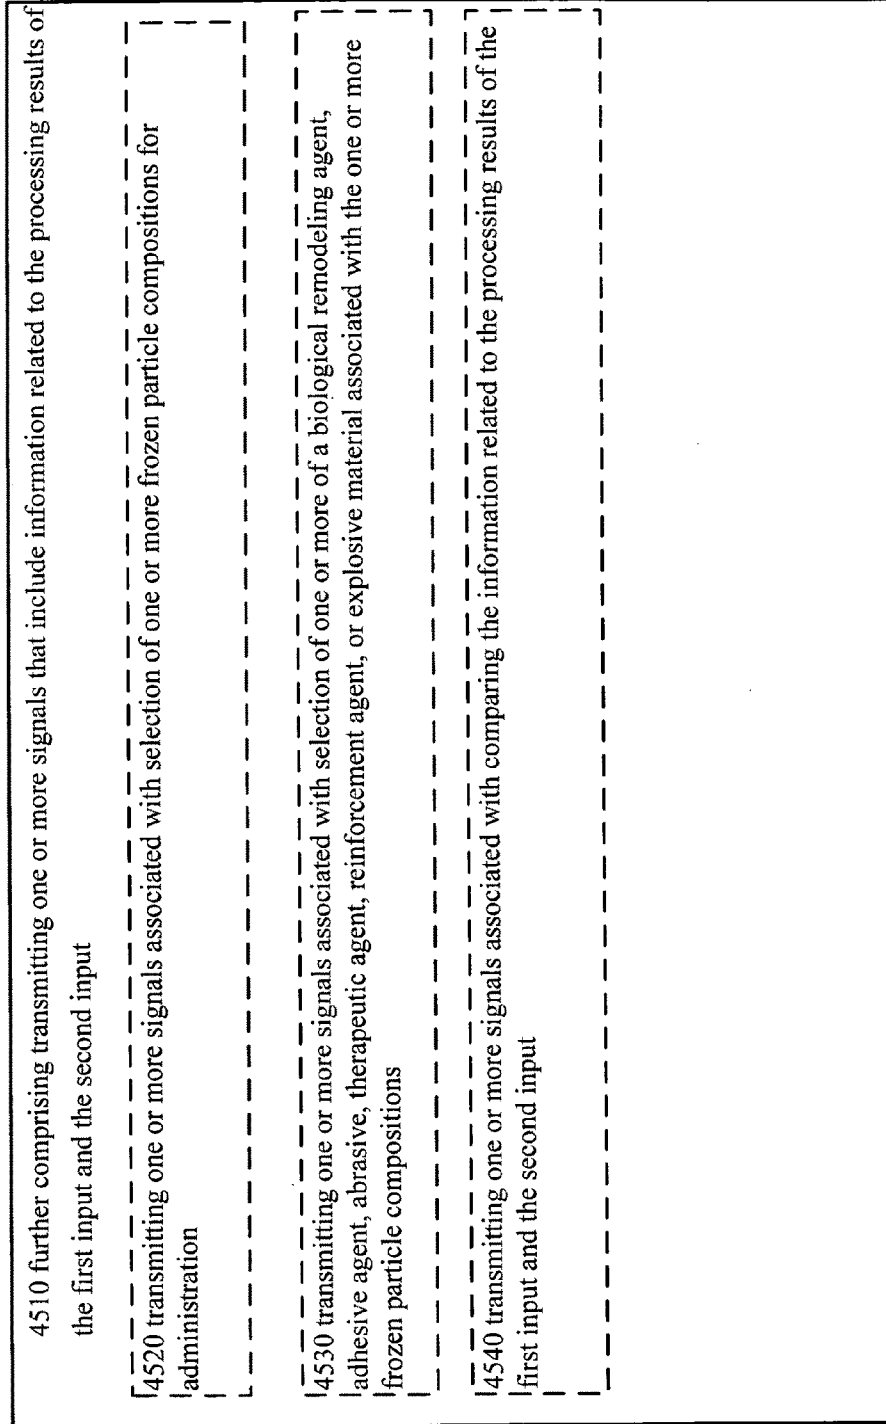 4510 further comprising transmitting one or more signals that include information related to the processing results of
the first input and the second input
4520 transmitting one or more signals associated with selection of one or more frozen particle compositions for
administration
4530 transmitting one or more signals associated with selection of one or more of a biological remodeling agent,
adhesive agent, abrasive, therapeutic agent, reinforcement agent, or explosive material associated with the one or more
frozen particle compositions
4540 transmitting one or more signals associated with comparing the information related to the processing results of the
first input and the second input